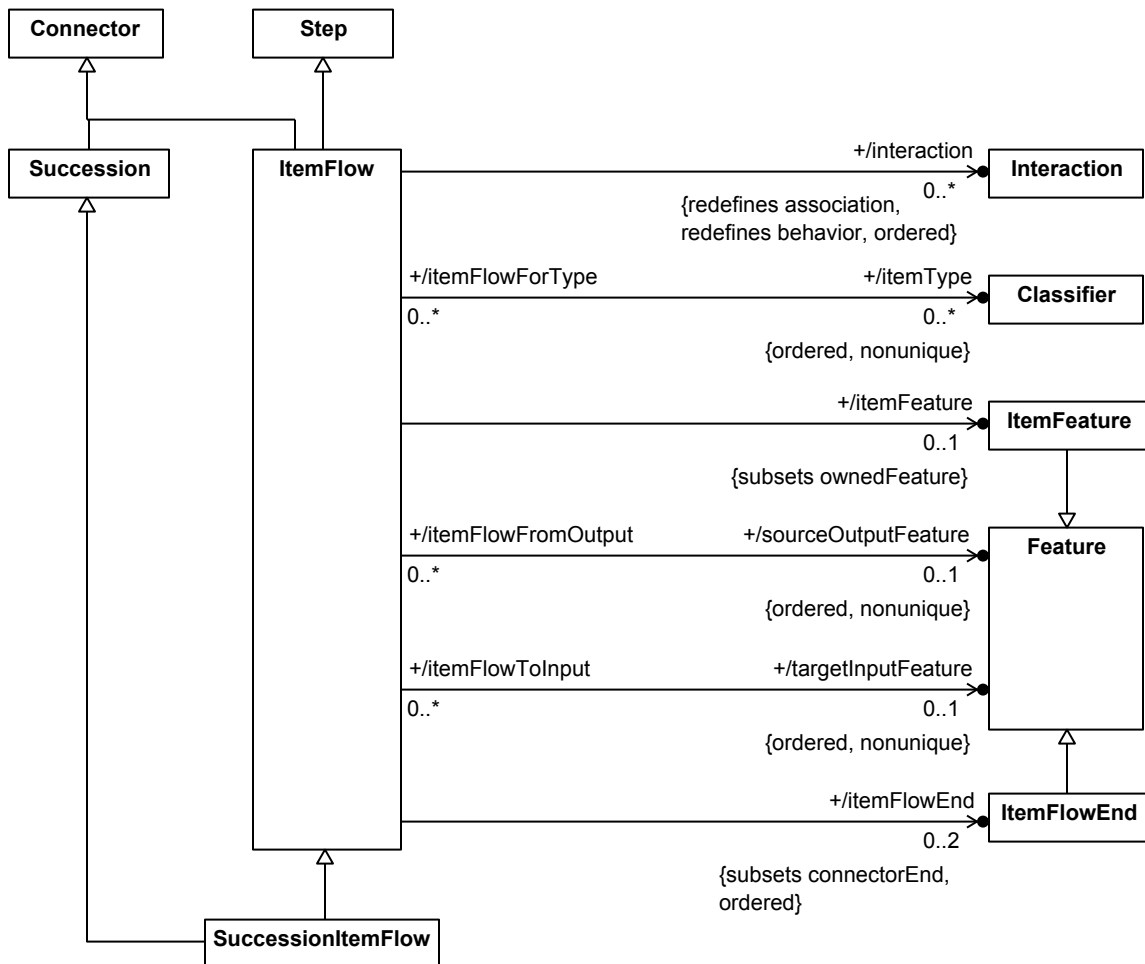 Connector
Step
Succession
ItemFlow
+/interaction
Interaction
0..*
{redefines association,
redefines behavior, ordered}
+/itemFlowForType
+/itemType
Classifier
0..*
0..*
{ordered, nonunique}
+/itemFeature
ItemFeature
0..1
{subsets ownedFeature}
+/itemFlowFromOutput
+/sourceOutputFeature
Feature
0..*
0..1
{ordered, nonunique}
+/itemFlowToInput
+/targetInputFeature
0..*
0..1
{ordered, nonunique}
+/itemFlowEnd
ItemFlowEnd
0..2
{subsets connectorEnd,
ordered}
SuccessionItemFlow